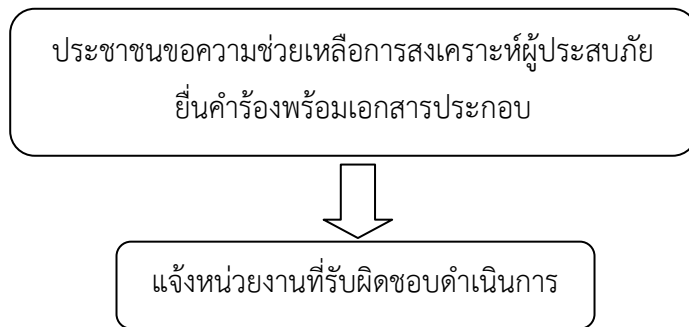 ประชาชนขอความช่วยเหลือการสงเคราะห์ผู้ประสบภัย
ยื่นคำร้องพร้อมเอกสารประกอบ
แจ้งหน่วยงานที่รับผิดชอบดำเนินการ